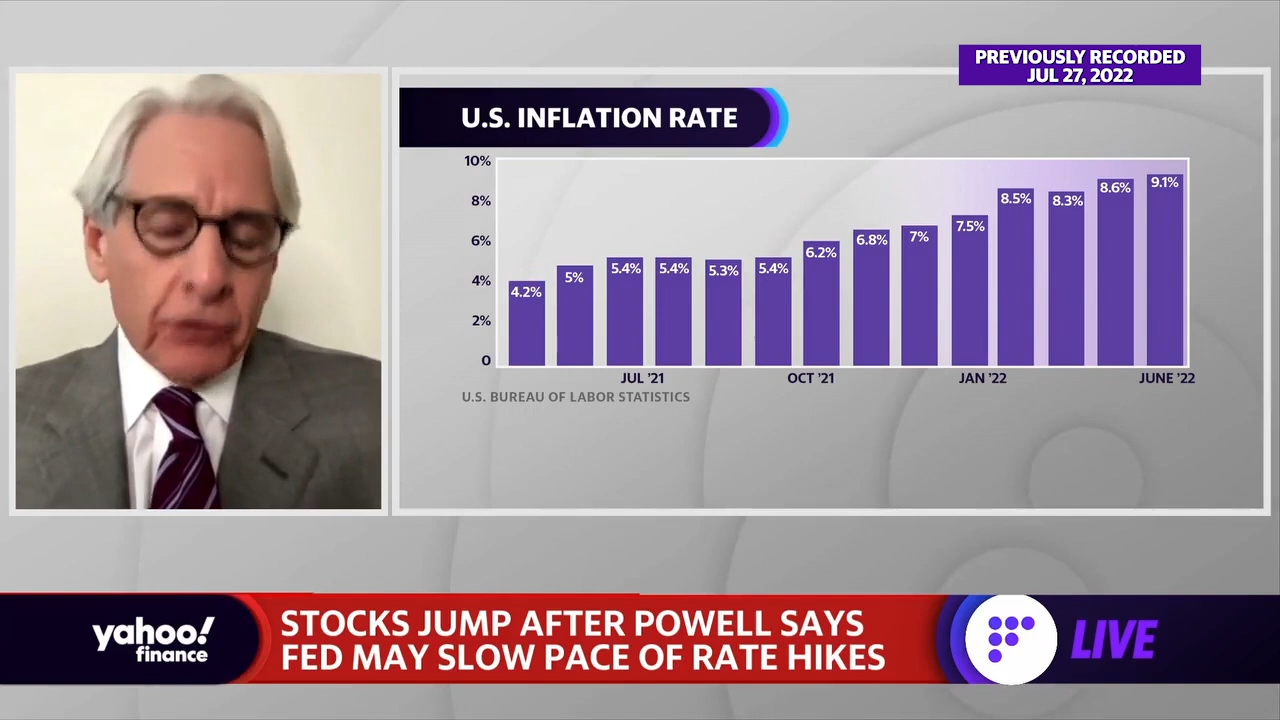 PREVIOUSLY RECORDED
JUL 27, 2022
U.S. INFLATION RATE
10%
8%
6%
4%
2%
0
4.2%
5%
5.4%
5.4%
5.3%
5.4%
6.2%
6.8%
7%
7.5%
8.5%
8.3%
8.6%
9.1%
JUL '21
OCT '21
JAN '22
JUNE '22
U.S. BUREAU OF LABOR STATISTICS
yahoo!
finance
STOCKS JUMP AFTER POWELL SAYS
FED MAY SLOW PACE OF RATE HIKES
LIVE